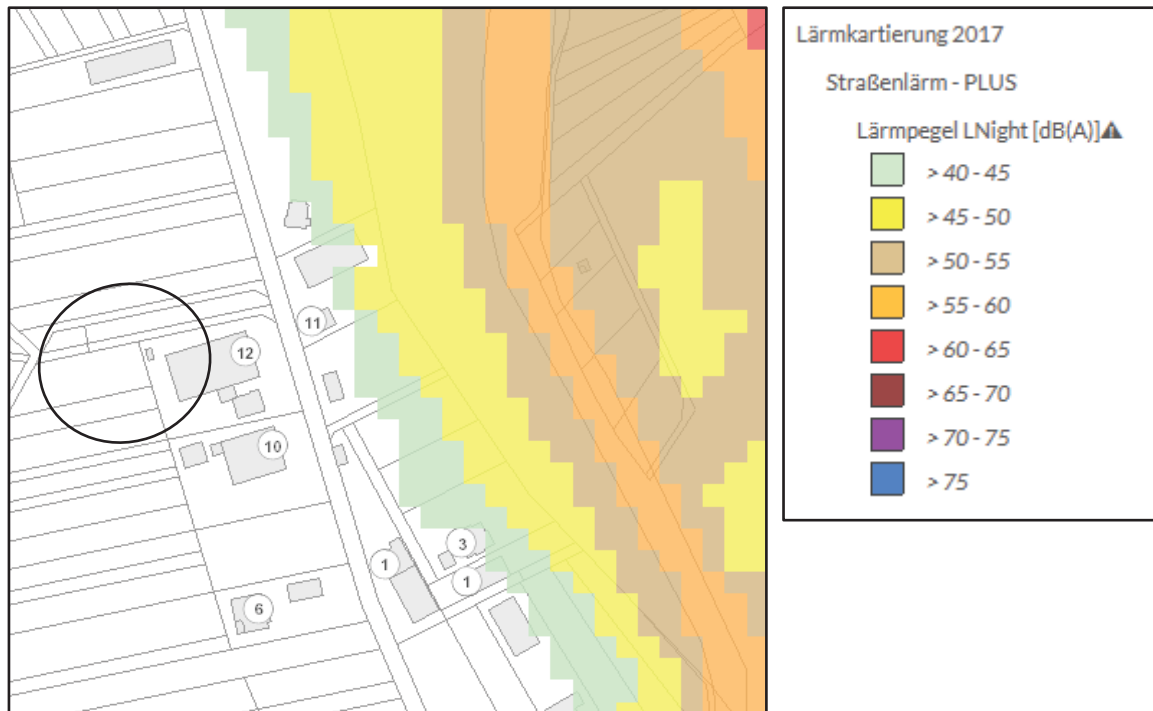 Lärmkartierung 2017
Straßenlärm - PLUS
Lärmpegel LNight [dB(A)]
> 40 - 45
> 45 - 50
> 50 - 55
> 55 - 60
> 60 - 65
> 65 - 70
> 70 - 75
> 75
11
12
10
3
1
1
6